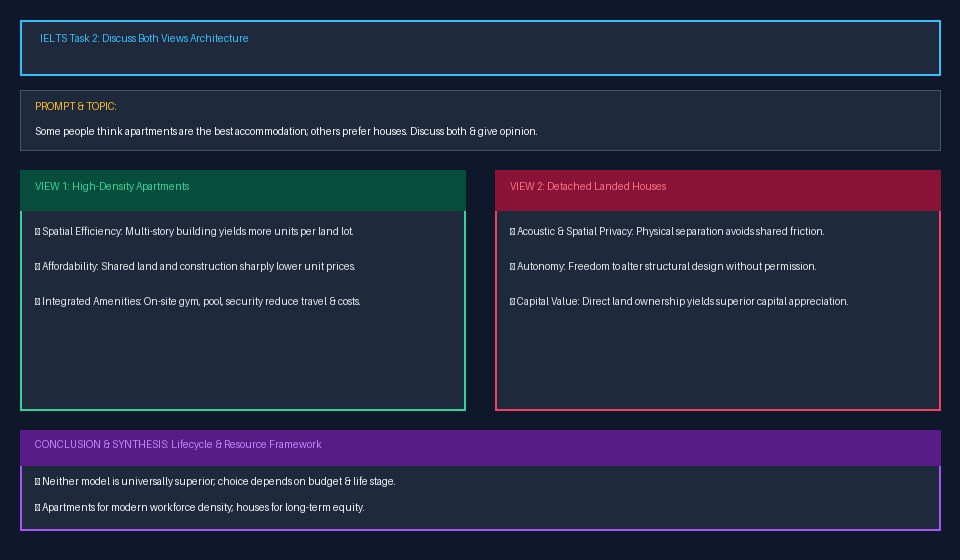 IELTS Task 2: Discuss Both Views Architecture
PROMPT & TOPIC:
Some people think apartments are the best accommodation; others prefer houses. Discuss both & give opinion.
VIEW 1: High-Density Apartments
Spatial Efficiency: Multi-story building yields more units per land lot.
Affordability: Shared land and construction sharply lower unit prices.
Integrated Amenities: On-site gym, pool, security reduce travel & costs.
VIEW 2: Detached Landed Houses
Acoustic & Spatial Privacy: Physical separation avoids shared friction.
Autonomy: Freedom to alter structural design without permission.
Capital Value: Direct land ownership yields superior capital appreciation.
CONCLUSION & SYNTHESIS: Lifecycle & Resource Framework
Neither model is universally superior; choice depends on budget & life stage.
Apartments for modern workforce density; houses for long-term equity.